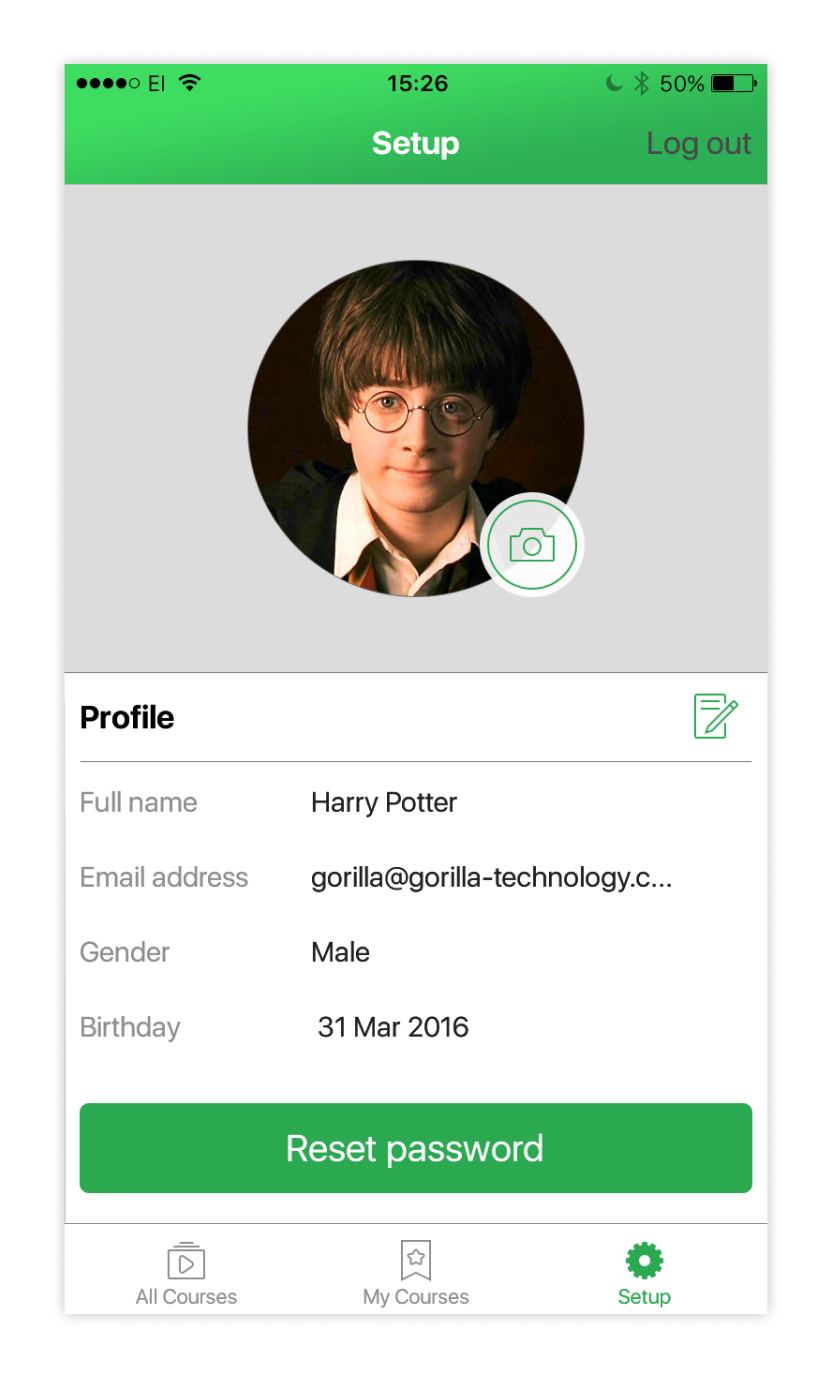 EI 15:26 50%
Setup Log out
Profile
Full name Harry Potter
Email address gorilla@gorilla-technology.c...
Gender Male
Birthday 31 Mar 2016
Reset password
All Courses My Courses Setup